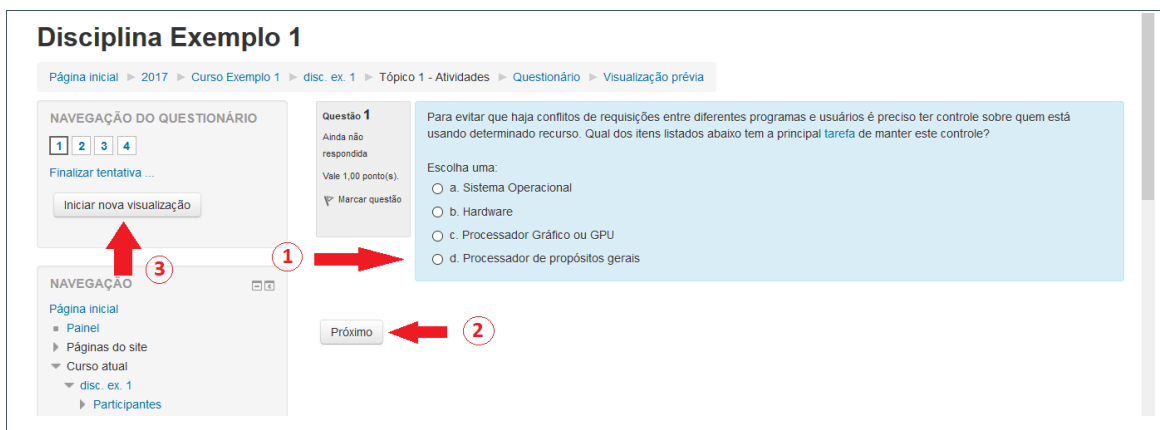 Disciplina Exemplo 1
Página inicial ▶ 2017 ▶ Curso Exemplo 1 ▶ disc. ex. 1 ▶ Tópico 1 - Atividades ▶ Questionário ▶ Visualização prévia
NAVEGAÇÃO DO QUESTIONÁRIO
1 2 3 4
Finalizar tentativa ...
Iniciar nova visualização
3
NAVEGAÇÃO
Página inicial
Painel
Páginas do site
Curso atual
disc. ex. 1
Participantes
Questão 1
Ainda não
respondida
Vale 1,00 ponto(s).
Marcar questão
Para evitar que haja conflitos de requisições entre diferentes programas e usuários é preciso ter controle sobre quem está
usando determinado recurso. Qual dos itens listados abaixo tem a principal tarefa de manter este controle?
Escolha uma:
a. Sistema Operacional
b. Hardware
c. Processador Gráfico ou GPU
d. Processador de propósitos gerais
1
Próximo
2